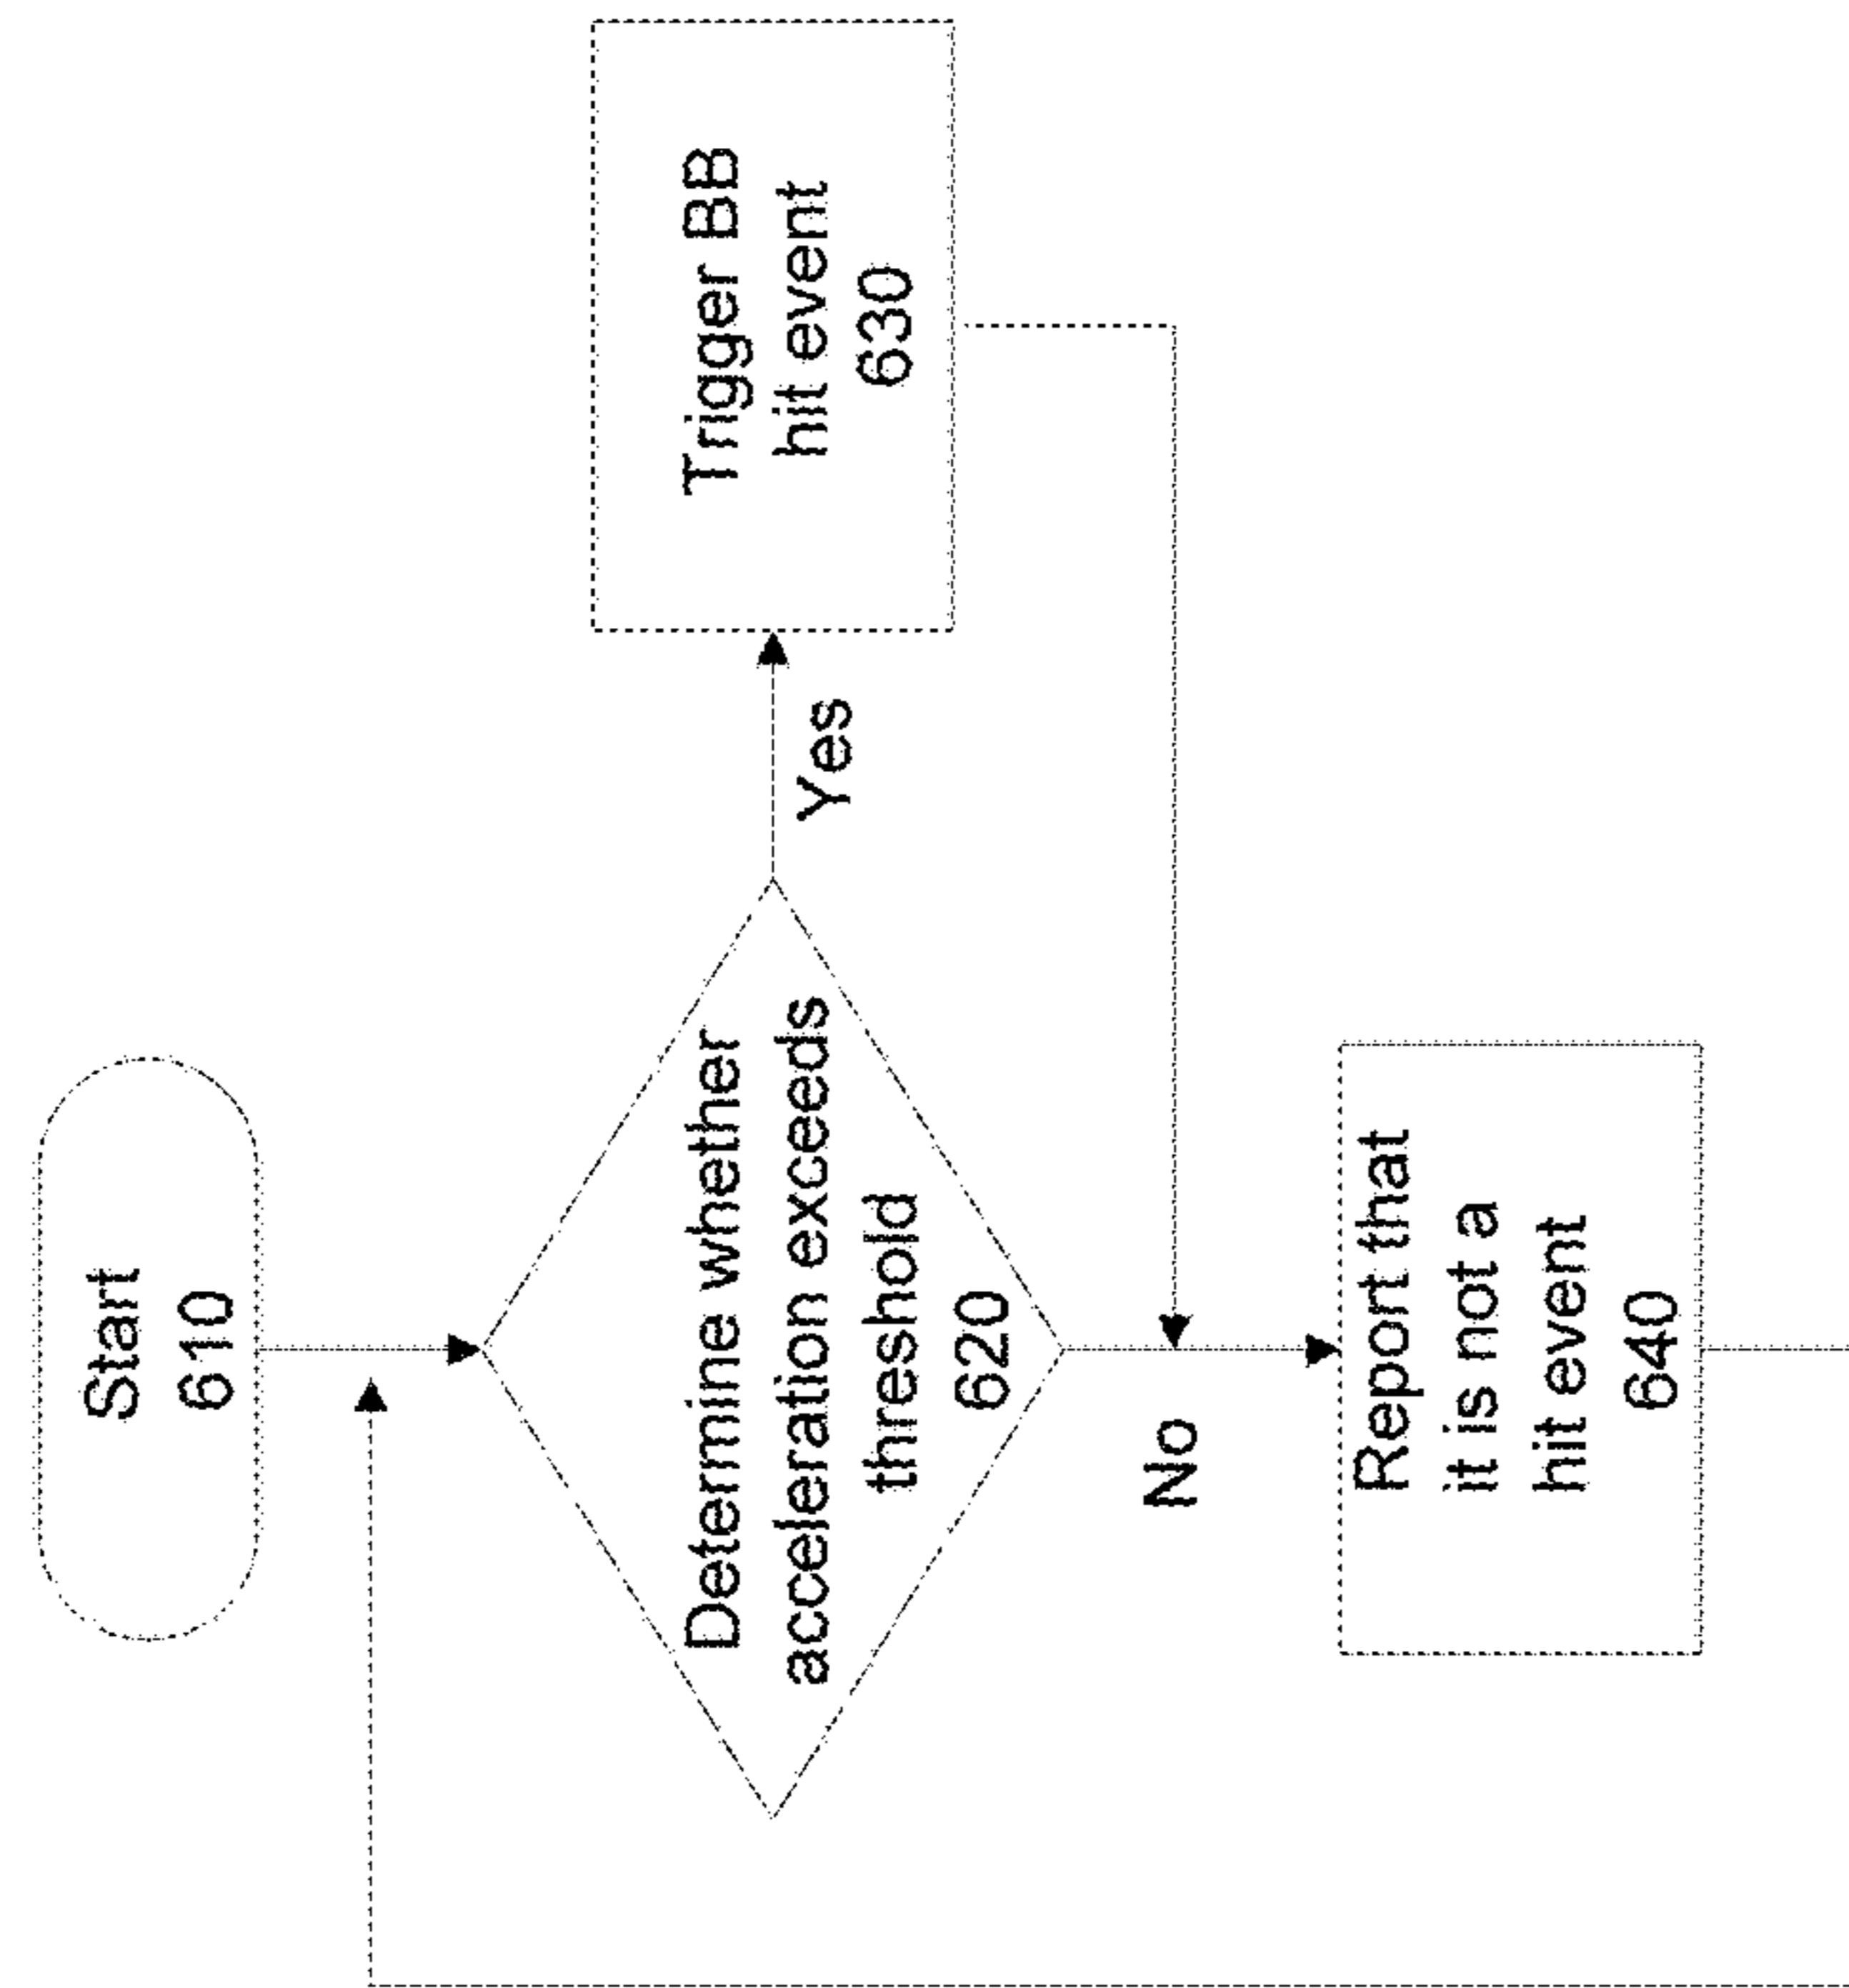 Start
610
Determine whether
acceleration exceeds
threshold
620
Yes
Trigger BB
hit event
630
No
Report that
it is not a
hit event
640